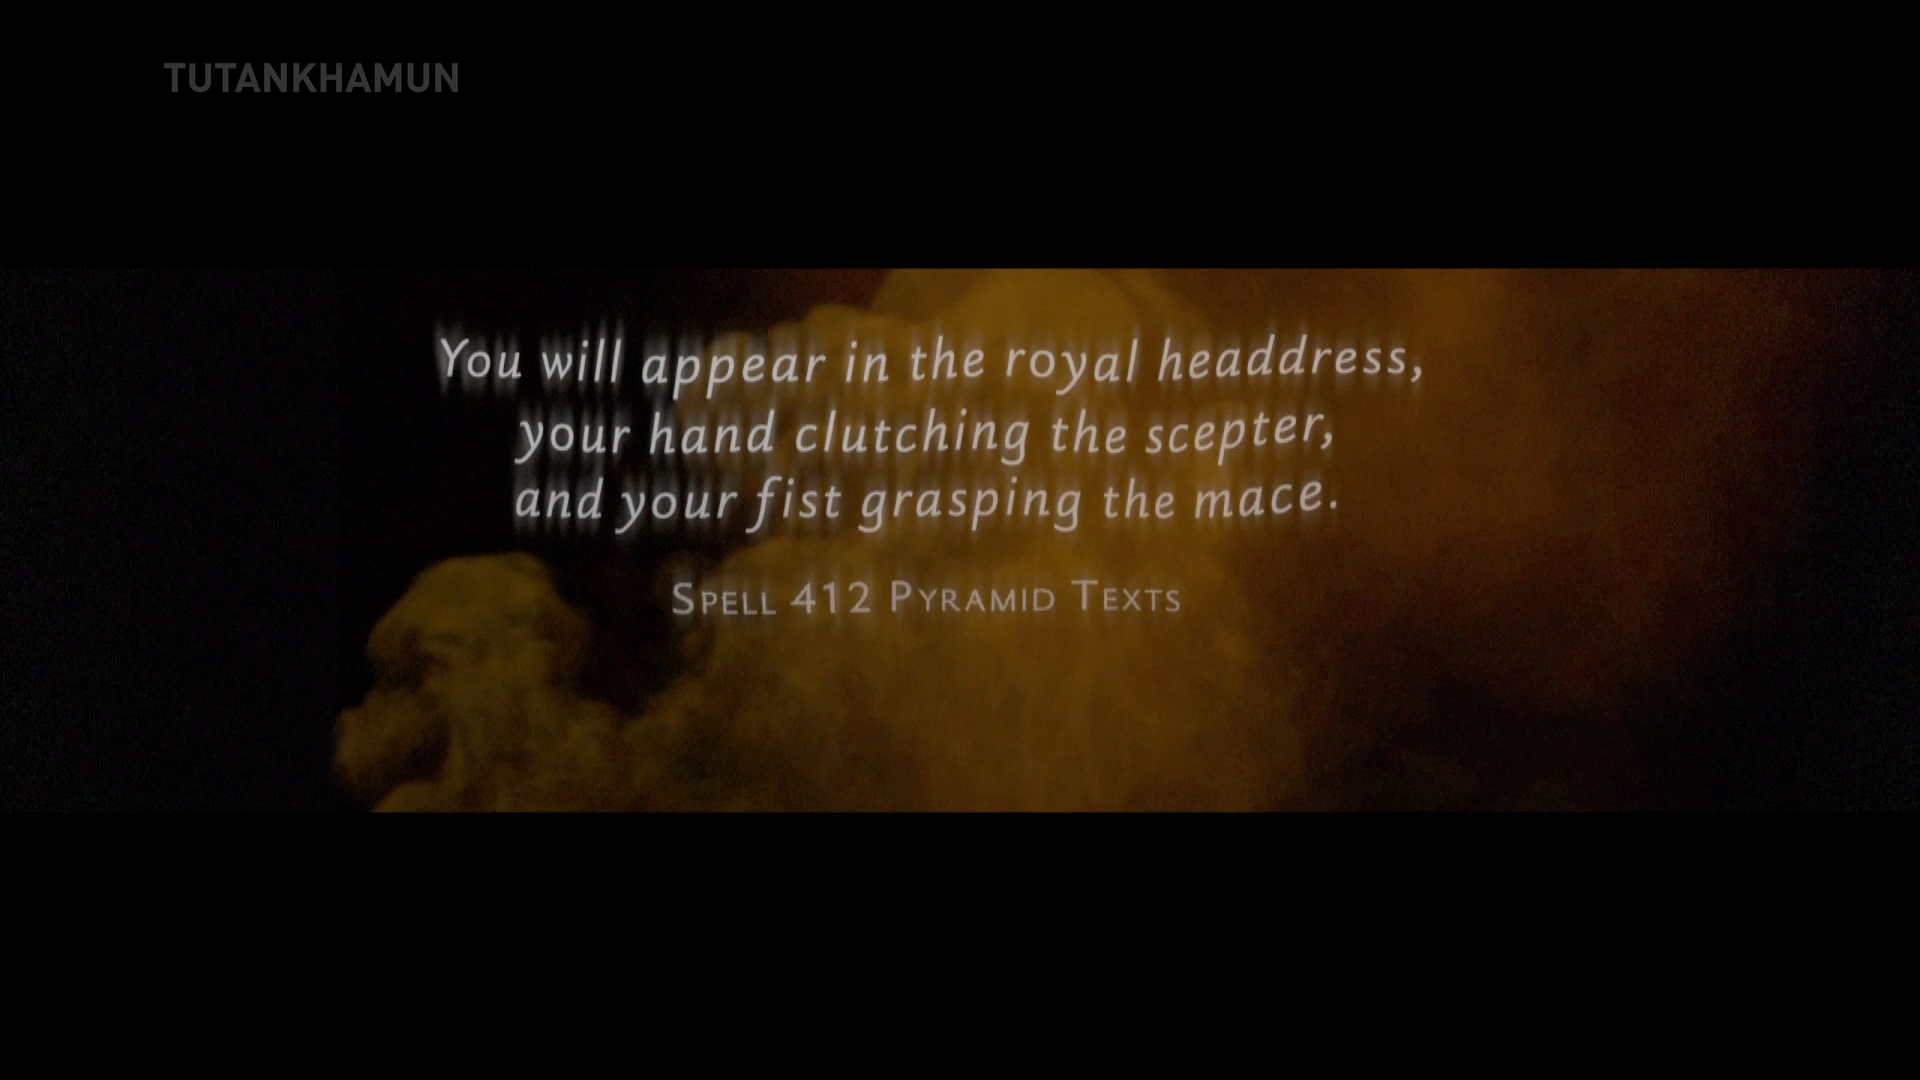 TUTANKHAMUN
You will appear in the royal headdress,
your hand clutching the scepter,
and your fist grasping the mace.
Spell 412 Pyramid Texts